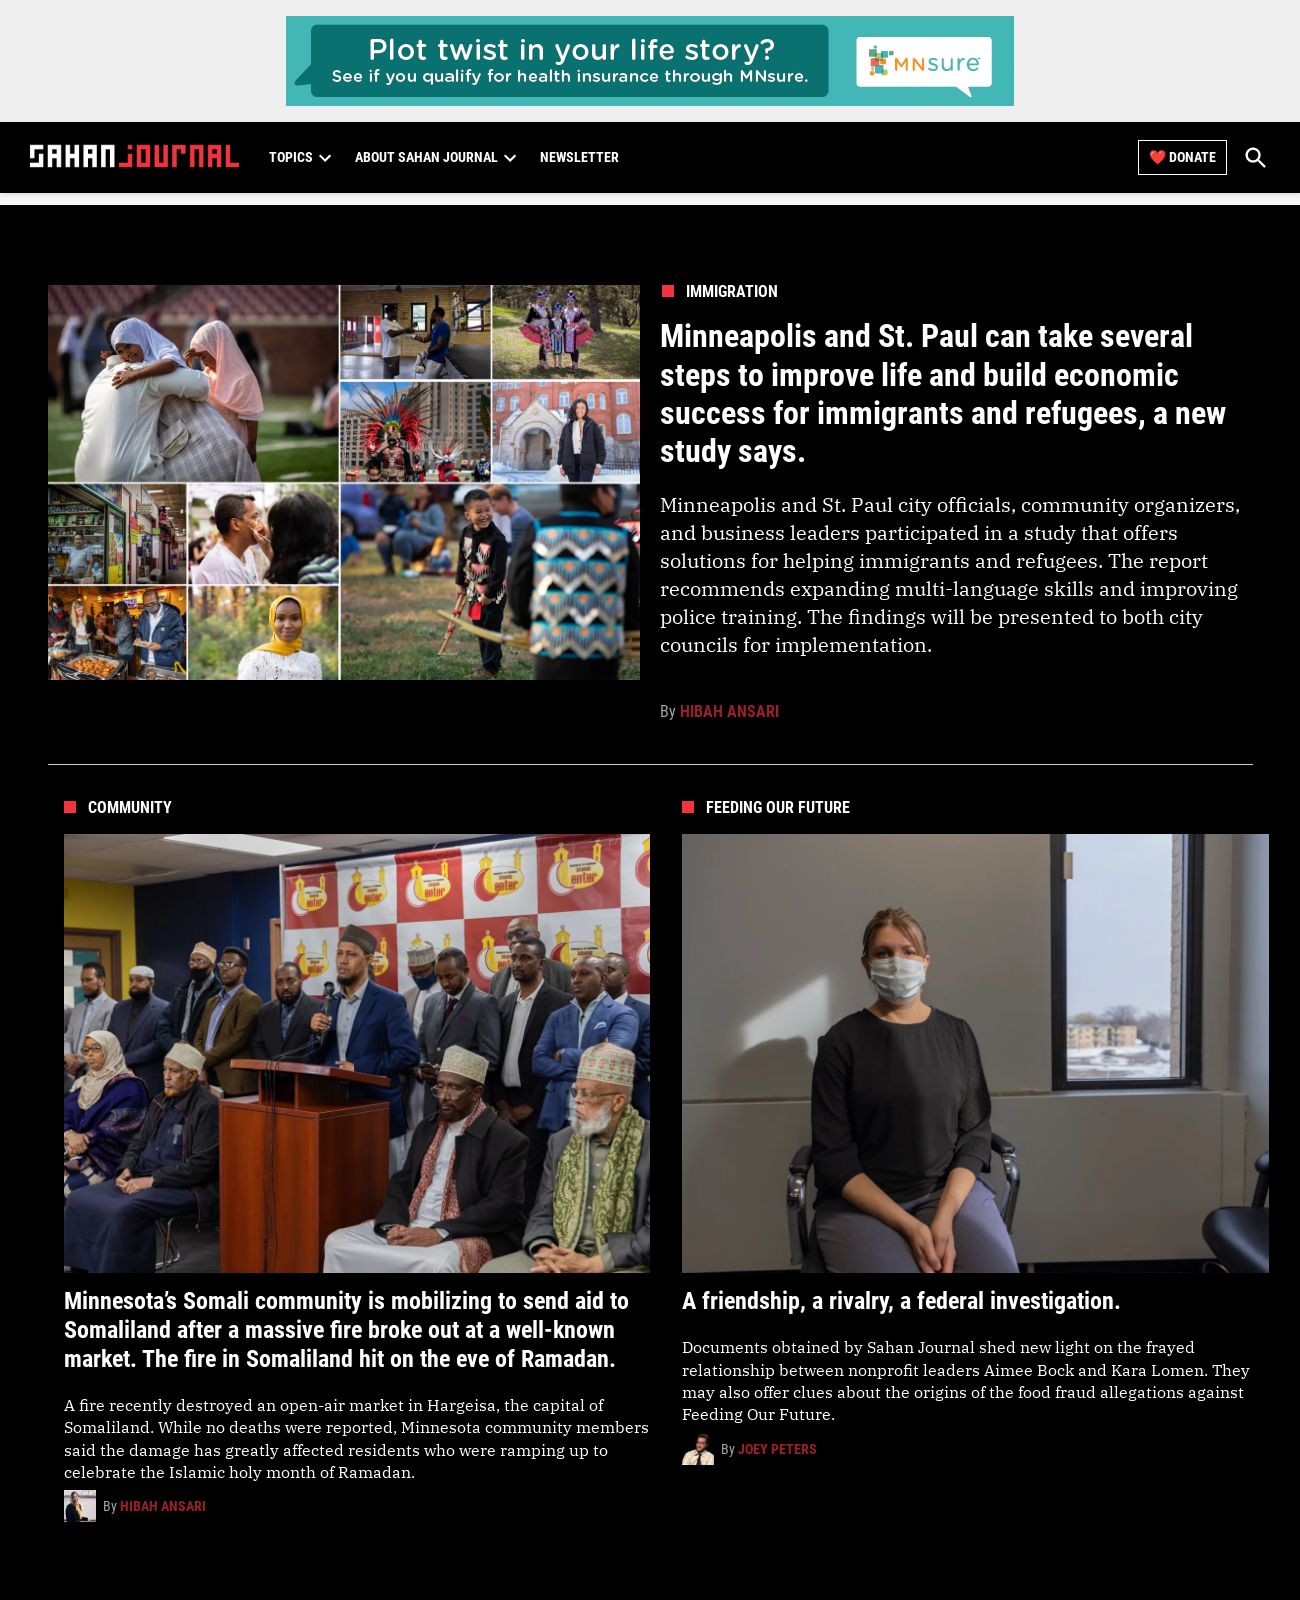 Plot twist in your life story?
See if you qualify for health insurance through MNsure.
MNsure
SAHAN JOURNAL
TOPICS
ABOUT SAHAN JOURNAL
NEWSLETTER
❤️ DONATE
IMMIGRATION
Minneapolis and St. Paul can take several
steps to improve life and build economic
success for immigrants and refugees, a new
study says.
Minneapolis and St. Paul city officials, community organizers,
and business leaders participated in a study that offers
solutions for helping immigrants and refugees. The report
recommends expanding multi-language skills and improving
police training. The findings will be presented to both city
councils for implementation.
By HIBAH ANSARI
COMMUNITY
Minnesota’s Somali community is mobilizing to send aid to
Somaliland after a massive fire broke out at a well-known
market. The fire in Somaliland hit on the eve of Ramadan.
A fire recently destroyed an open-air market in Hargeisa, the capital of
Somaliland. While no deaths were reported, Minnesota community members
said the damage has greatly affected residents who were ramping up to
celebrate the Islamic holy month of Ramadan.
By HIBAH ANSARI
FEEDING OUR FUTURE
A friendship, a rivalry, a federal investigation.
Documents obtained by Sahan Journal shed new light on the frayed
relationship between nonprofit leaders Aimee Bock and Kara Lomen. They
may also offer clues about the origins of the food fraud allegations against
Feeding Our Future.
By JOEY PETERS